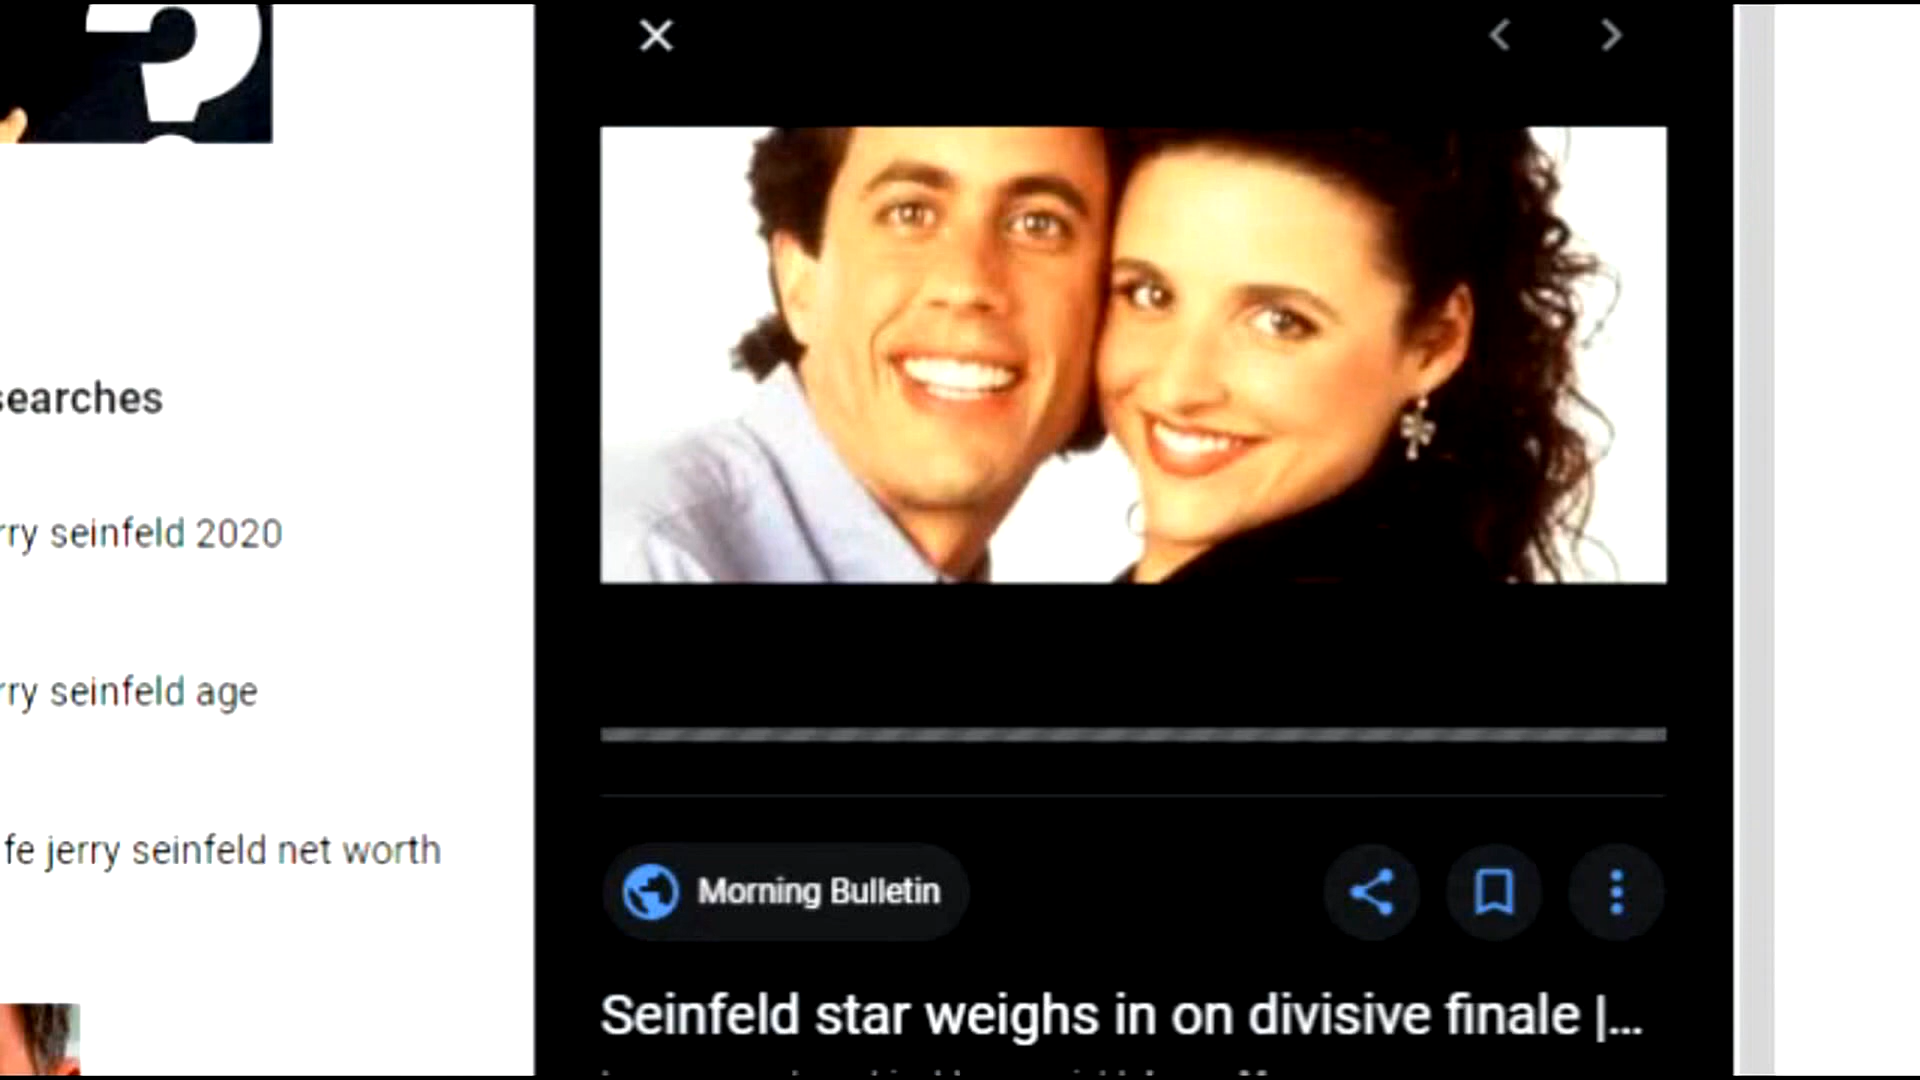 searches
rry seinfeld 2020
rry seinfeld age
fe jerry seinfeld net worth
?
Morning Bulletin
Seinfeld star weighs in on divisive finale |...